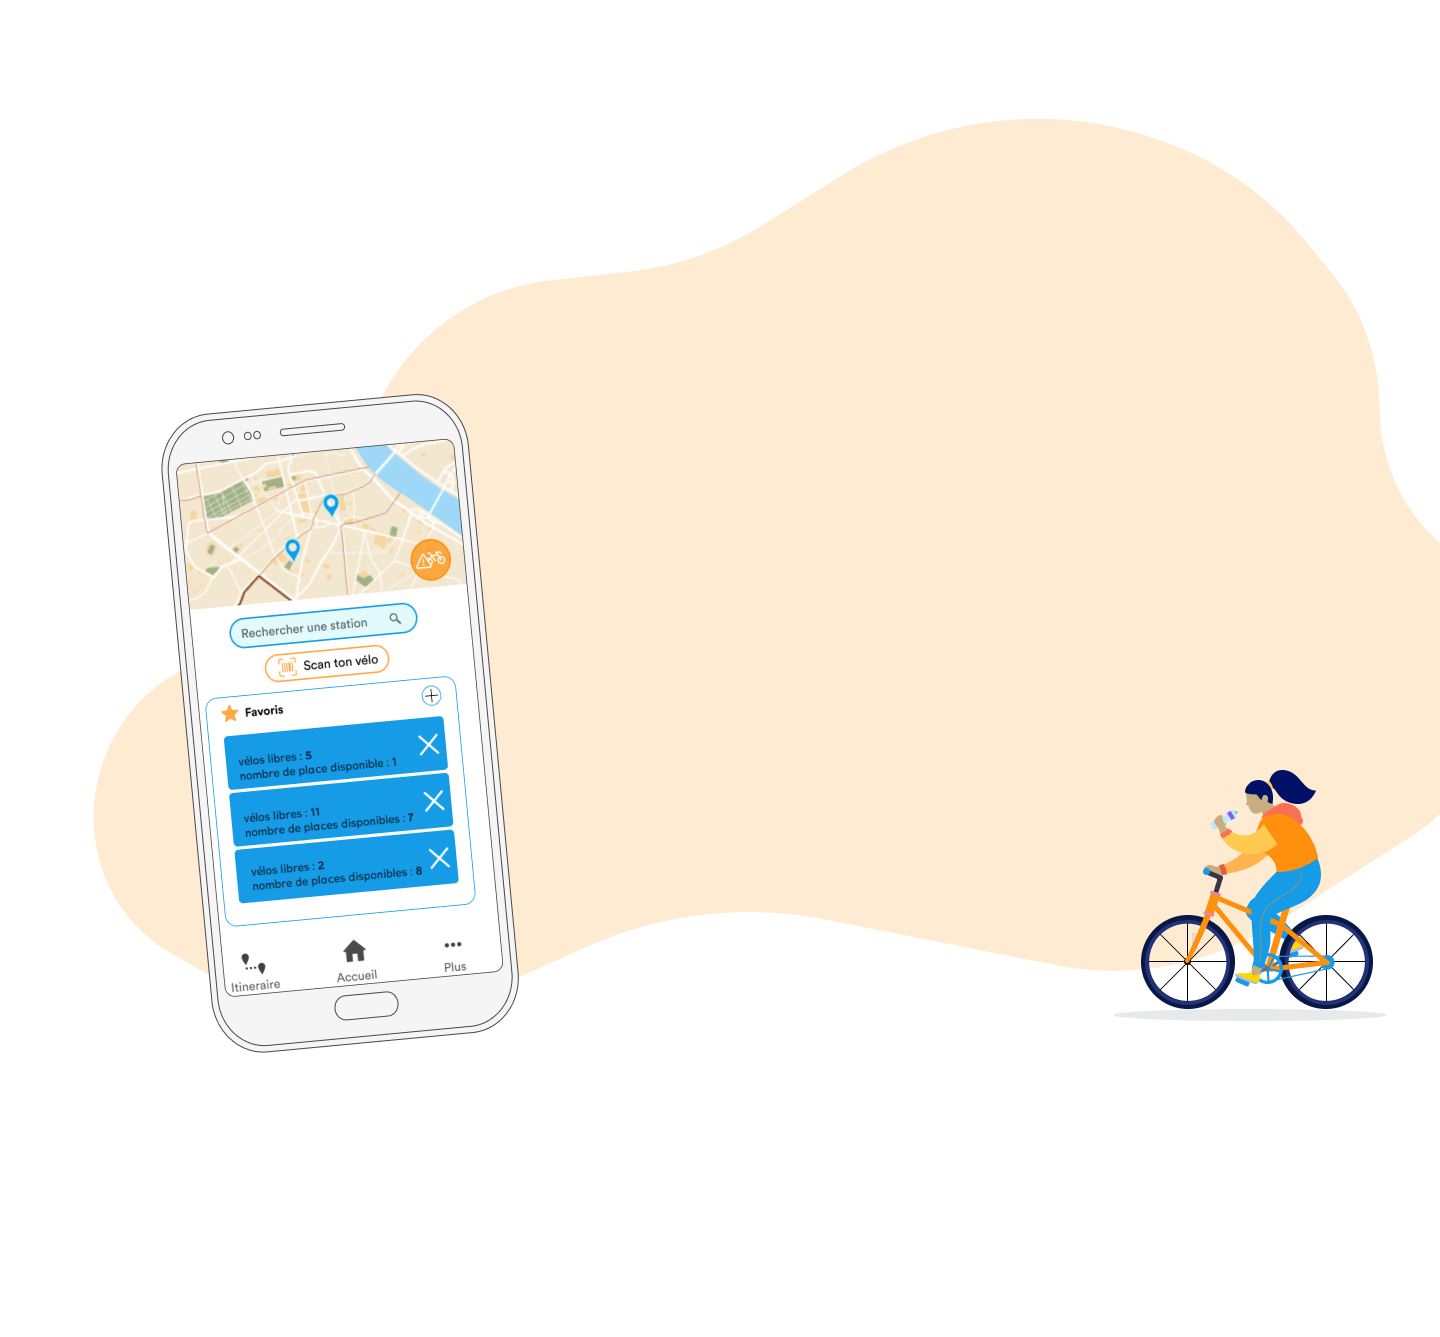 Rechercher une station
Scan ton vélo
Favoris
vélos libres : 5
nombre de place disponible : 1
vélos libres : 11
nombre de places disponibles : 7
vélos libres : 2
nombre de places disponibles : 8
Itineraire
Accueil
Plus